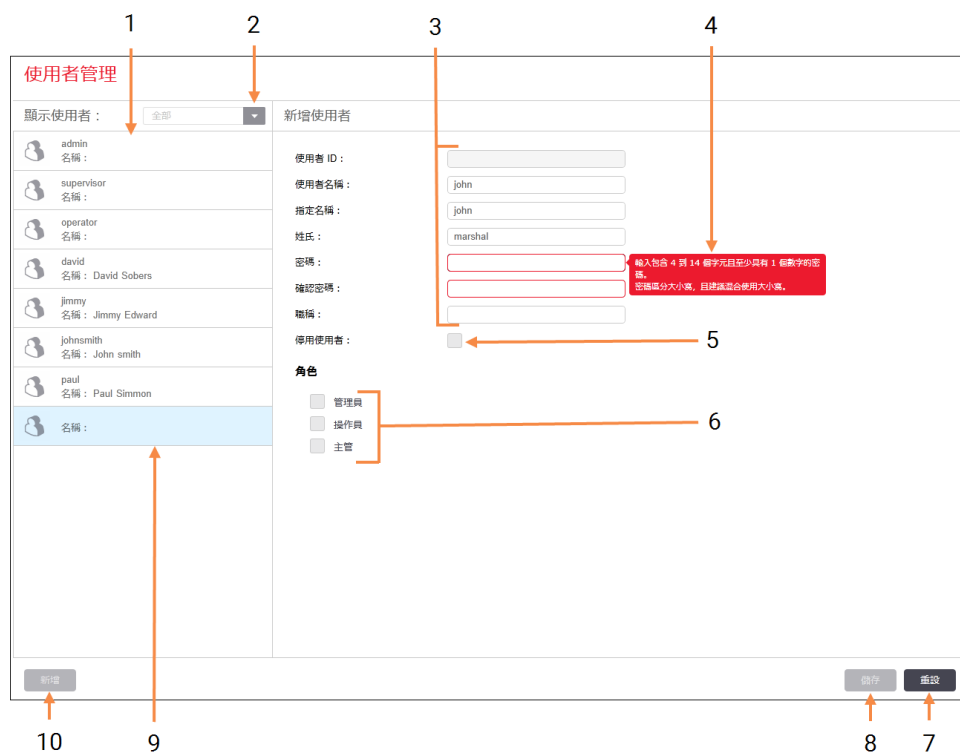 1 2 3 4
使用者管理
顯示使用者： 全部
新增使用者
admin
名稱：
supervisor
名稱：
operator
名稱：
david
名稱： David Sobers
jimmy
名稱： Jimmy Edward
johnsmith
名稱： John smith
paul
名稱： Paul Simmon
名稱：
使用者 ID：
使用者名稱： john
指定名稱： john
姓氏： marshal
密碼：
輸入包含 4 到 14 個字元且至少具有 1 個數字的密
碼。
密碼區分大小寫，且建議混合使用大小寫。
確認密碼：
職稱：
停用使用者： 5
角色
管理員
操作員 6
主管
新增 儲存 重設
10 9 8 7